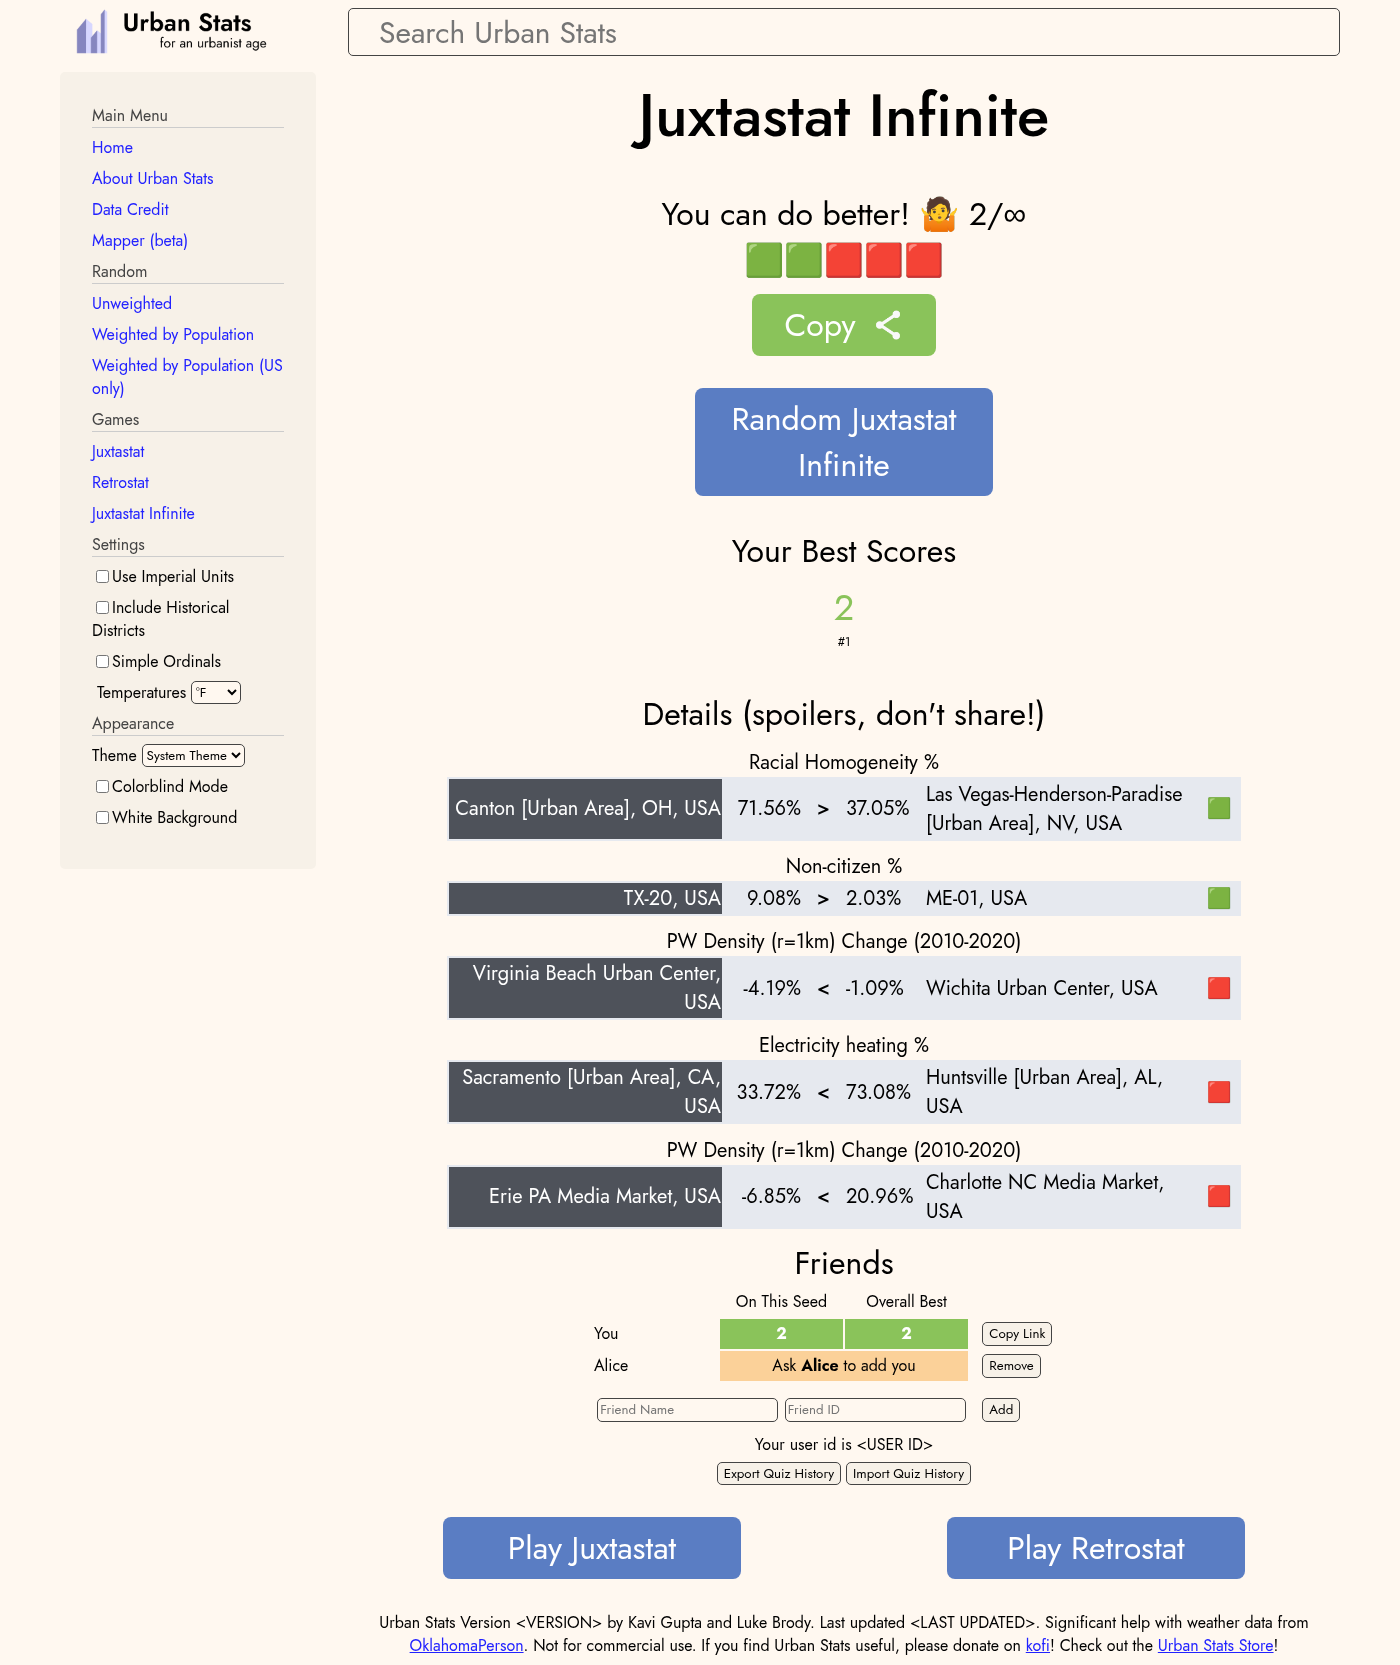 Urban Stats
for an urbanist age
Search Urban Stats
Main Menu
Home
About Urban Stats
Data Credit
Mapper (beta)
Random
Unweighted
Weighted by Population
Weighted by Population (US
only)
Games
Juxtastat
Retrostat
Juxtastat Infinite
Settings
Use Imperial Units
Include Historical
Districts
Simple Ordinals
Temperatures °F
Appearance
Theme System Theme
Colorblind Mode
White Background
Juxtastat Infinite
You can do better! 🤷 2/∞
🟩🟩🟥🟥🟥
Copy
Random Juxtastat
Infinite
Your Best Scores
2
#1
Details (spoilers, don't share!)
Racial Homogeneity %
Canton [Urban Area], OH, USA 71.56% > 37.05% Las Vegas-Henderson-Paradise
[Urban Area], NV, USA 🟩
Non-citizen %
TX-20, USA 9.08% > 2.03% ME-01, USA 🟩
PW Density (r=1km) Change (2010-2020)
Virginia Beach Urban Center,
USA -4.19% < -1.09% Wichita Urban Center, USA 🟥
Electricity heating %
Sacramento [Urban Area], CA,
USA 33.72% < 73.08% Huntsville [Urban Area], AL,
USA 🟥
PW Density (r=1km) Change (2010-2020)
Erie PA Media Market, USA -6.85% < 20.96% Charlotte NC Media Market,
USA 🟥
Friends
On This Seed Overall Best
You 2 2 Copy Link
Alice Ask Alice to add you Remove
Friend Name Friend ID Add
Your user id is <USER ID>
Export Quiz History Import Quiz History
Play Juxtastat Play Retrostat
Urban Stats Version <VERSION> by Kavi Gupta and Luke Brody. Last updated <LAST UPDATED>. Significant help with weather data from
OklahomaPerson. Not for commercial use. If you find Urban Stats useful, please donate on kofi! Check out the Urban Stats Store!